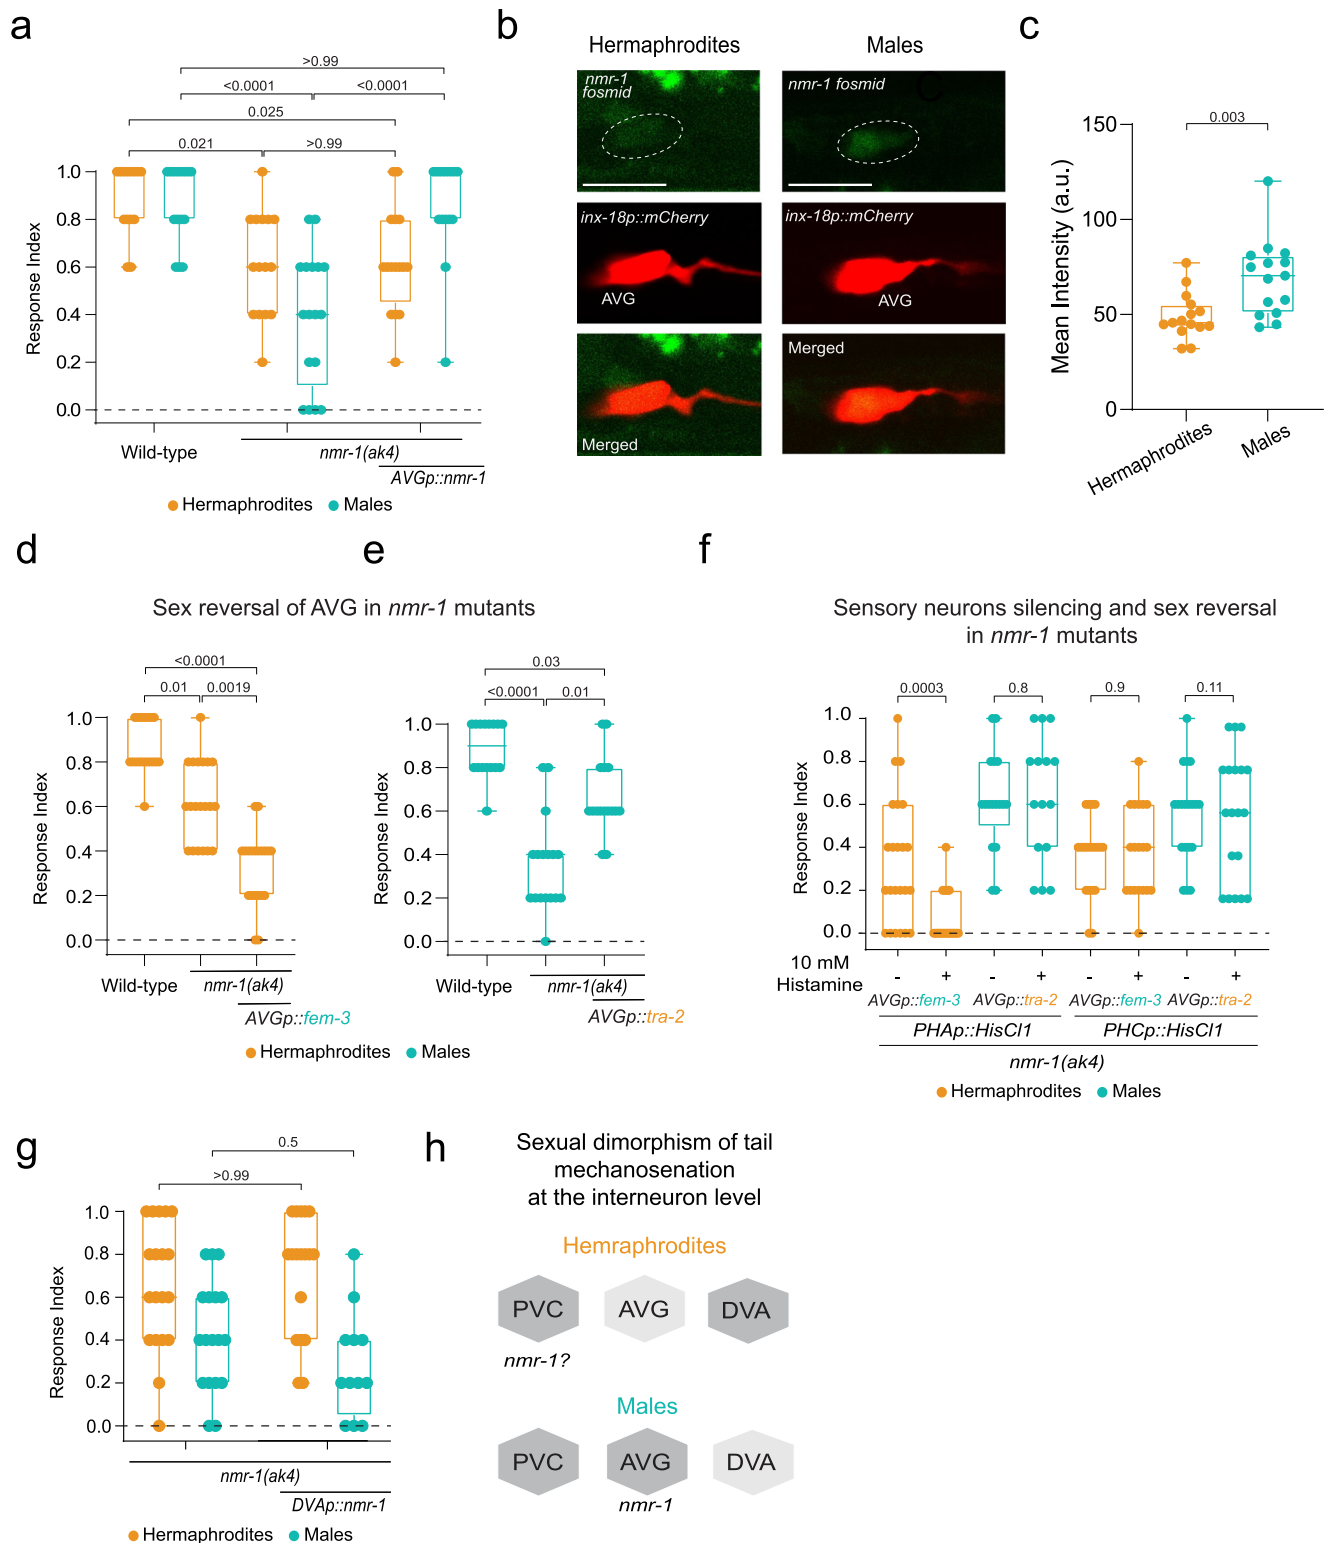 a
>0.99
<0.0001 <0.0001
0.025
0.021 >0.99
1.0
0.8
0.6
0.4
0.2
0.0
Response Index
Wild-type
nmr-1(ak4)
AVGp::nmr-1
Hermaphrodites Males
b
Hermaphrodites Males
nmr-1
fosmid
nmr-1 fosmid
inx-18p::mCherry inx-18p::mCherry
AVG AVG
Merged Merged
c
0.003
150
100
50
0
Mean Intensity (a.u.)
Hermaphrodites Males
d
e
Sex reversal of AVG in nmr-1 mutants
<0.0001
0.01 0.0019
1.0
0.8
0.6
0.4
0.2
0.0
Response Index
Wild-type nmr-1(ak4)
AVGp::fem-3
0.03
<0.0001 0.01
1.0
0.8
0.6
0.4
0.2
0.0
Response Index
Wild-type nmr-1(ak4)
AVGp::tra-2
Hermaphrodites Males
f
Sensory neurons silencing and sex reversal
in nmr-1 mutants
0.0003 0.8 0.9 0.11
1.0
0.8
0.6
0.4
0.2
0.0
Response Index
10 mM
Histamine
- + - + - + - +
AVGp::fem-3 AVGp::tra-2 AVGp::fem-3 AVGp::tra-2
PHAp::HisCl1 PHCp::HisCl1
nmr-1(ak4)
Hermaphrodites Males
g
0.5
>0.99
1.0
0.8
0.6
0.4
0.2
0.0
Response Index
nmr-1(ak4)
DVAp::nmr-1
Hermaphrodites Males
h
Sexual dimorphism of tail
mechanosenation
at the interneuron level
Hemraphrodites
PVC AVG DVA
nmr-1?
Males
PVC AVG DVA
nmr-1